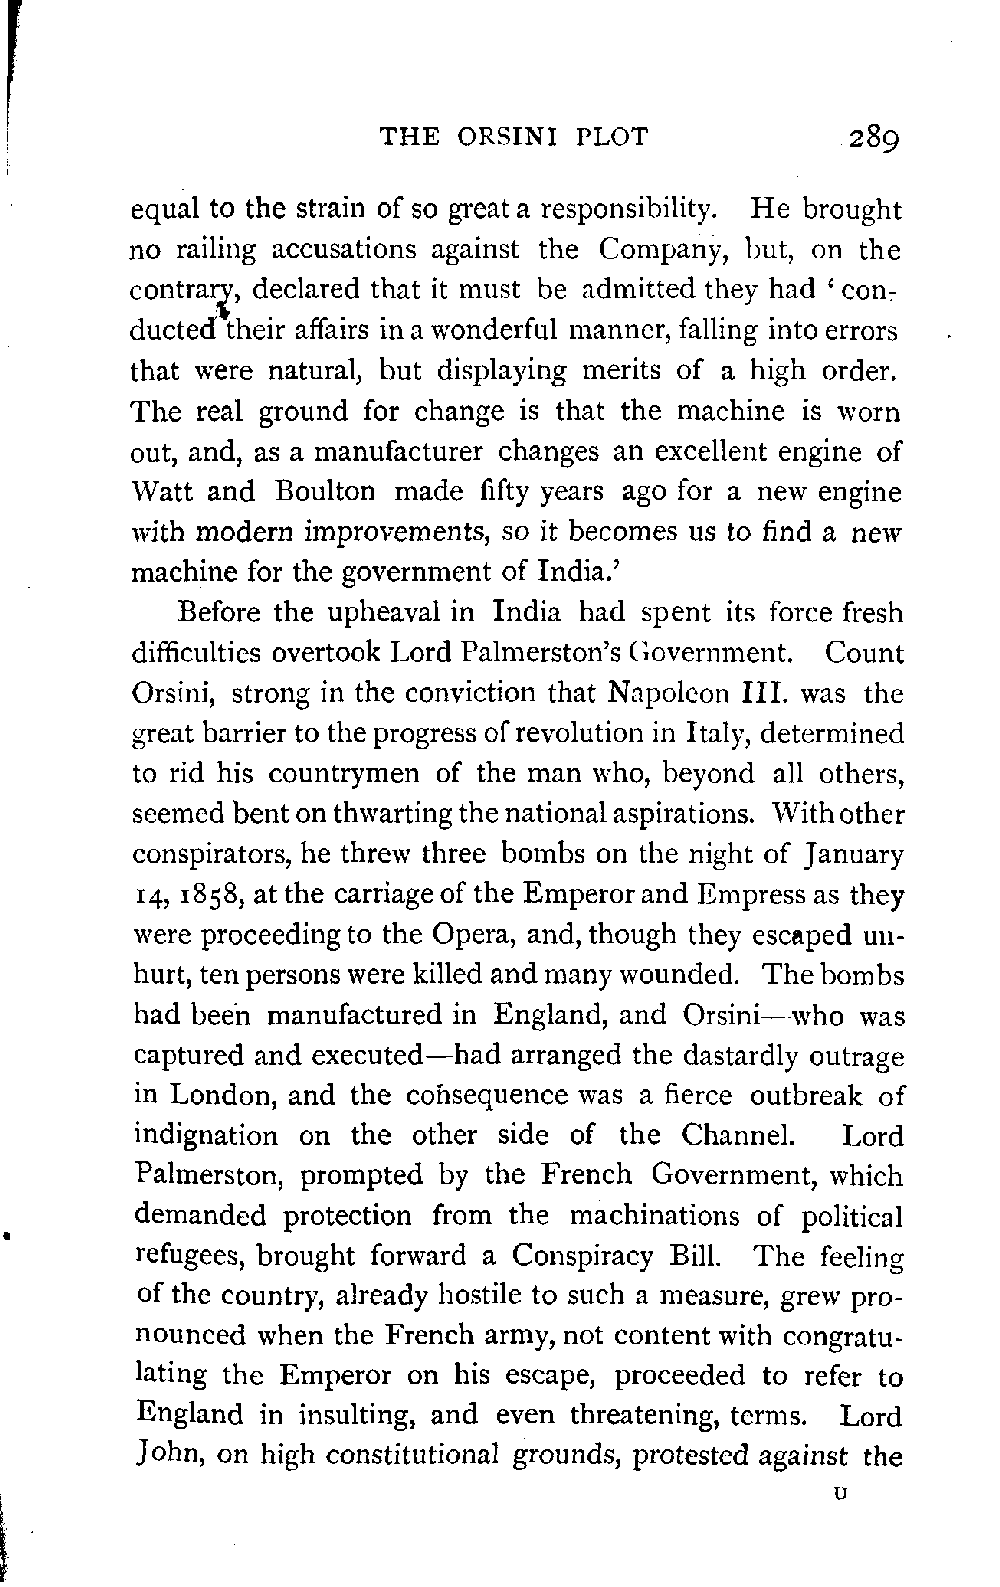 THE ORSINI PLOT 289
equal to the strain of so great a responsibility. He brought
no railing accusations against the Company, but, on the
contrary, declared that it must be admitted they had ‘ con-
ducted their affairs in a wonderful manner, falling into errors
that were natural, but displaying merits of a high order.
The real ground for change is that the machine is worn
out, and, as a manufacturer changes an excellent engine of
Watt and Boulton made fifty years ago for a new engine
with modern improvements, so it becomes us to find a new
machine for the government of India.’
Before the upheaval in India had spent its force fresh
difficulties overtook Lord Palmerston’s Government. Count
Orsini, strong in the conviction that Napoleon III. was the
great barrier to the progress of revolution in Italy, determined
to rid his countrymen of the man who, beyond all others,
seemed bent on thwarting the national aspirations. With other
conspirators, he threw three bombs on the night of January
14, 1858, at the carriage of the Emperor and Empress as they
were proceeding to the Opera, and, though they escaped un-
hurt, ten persons were killed and many wounded. The bombs
had been manufactured in England, and Orsini—who was
captured and executed—had arranged the dastardly outrage
in London, and the consequence was a fierce outbreak of
indignation on the other side of the Channel. Lord
Palmerston, prompted by the French Government, which
demanded protection from the machinations of political
refugees, brought forward a Conspiracy Bill. The feeling
of the country, already hostile to such a measure, grew pro-
nounced when the French army, not content with congratu-
lating the Emperor on his escape, proceeded to refer to
England in insulting, and even threatening, terms. Lord
John, on high constitutional grounds, protested against the
U